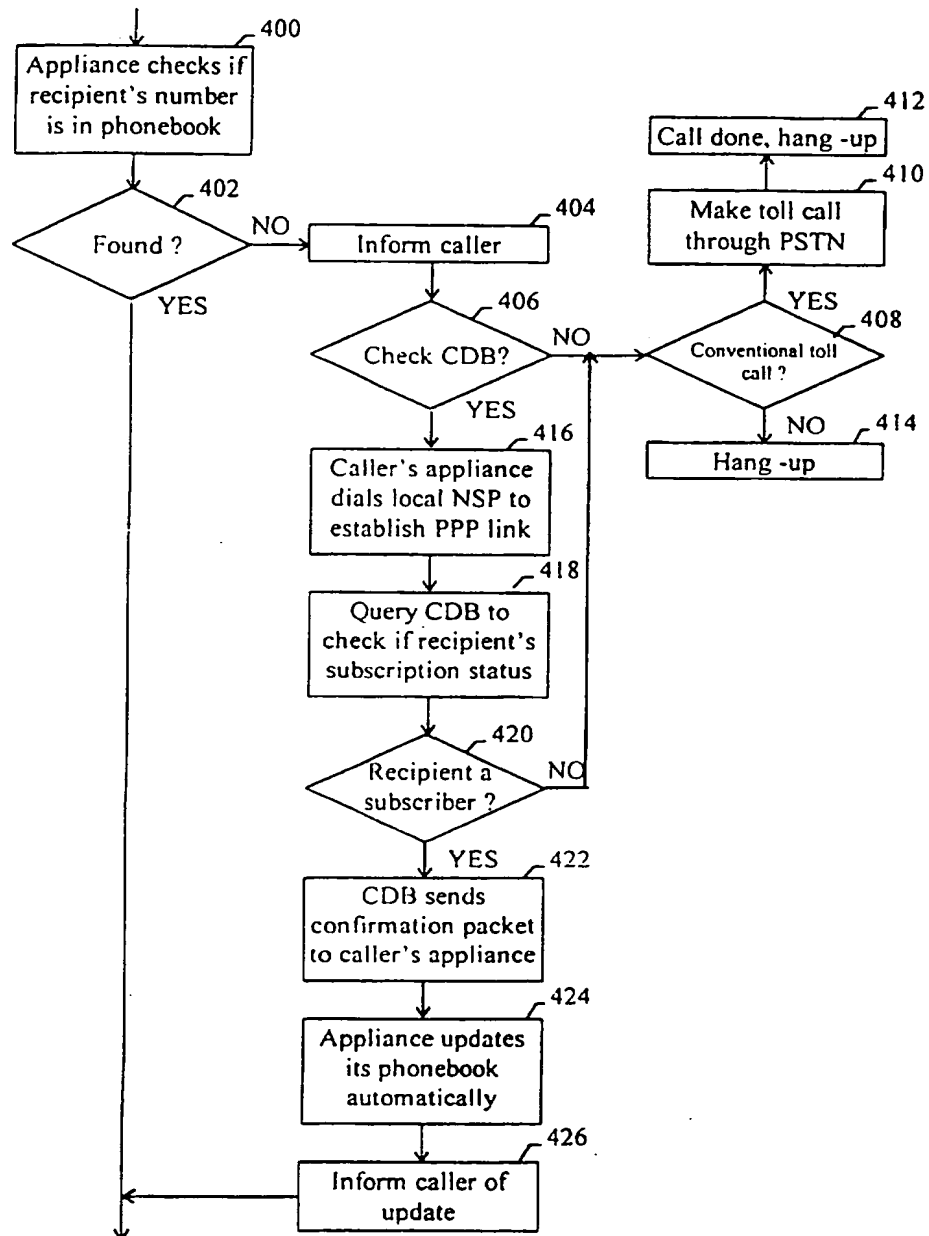 400
Appliance checks if
recipient's number
is in phonebook
402
Found ?
NO
YES
404
Inform caller
406
Check CDB?
NO
YES
412
Call done, hang -up
410
Make toll call
through PSTN
YES
408
Conventional toll
call ?
NO
414
Hang -up
416
Caller's appliance
dials local NSP to
establish PPP link
418
Query CDB to
check if recipient's
subscription status
420
Recipient a
subscriber ?
NO
YES
422
CDB sends
confirmation packet
to caller's appliance
424
Appliance updates
its phonebook
automatically
426
Inform caller of
update